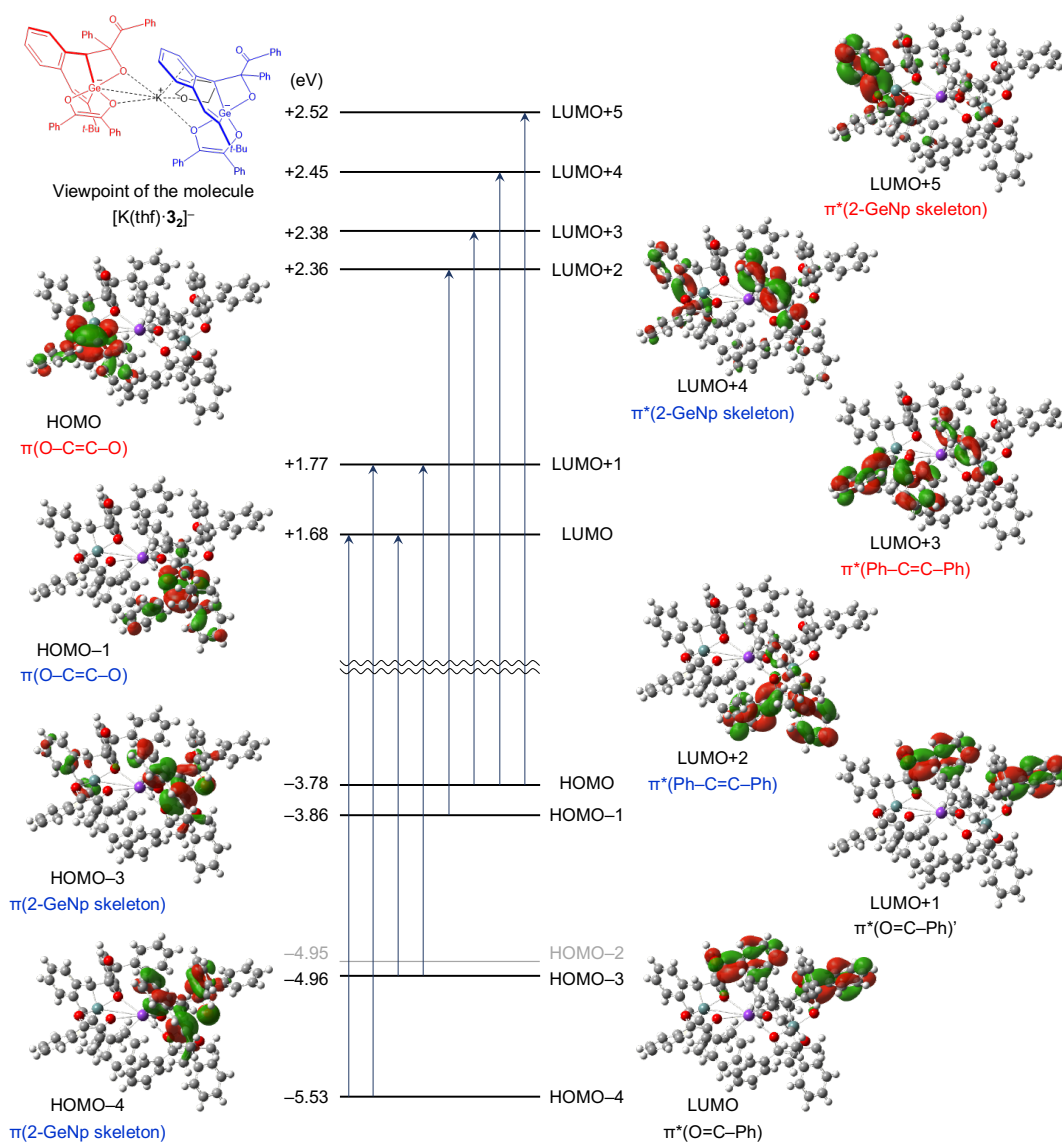 Ph
O
Ph
Ph
O
Ge
–
O
O
Ph
t-Bu
Ph
K
+
O
Ph
Ph
O
O
Ge
–
O
O
t-Bu
Ph
Ph
Viewpoint of the molecule
[K(thf)·3₂]⁻
(eV)
+2.52
LUMO+5
+2.45
LUMO+4
+2.38
LUMO+3
+2.36
LUMO+2
+1.77
LUMO+1
+1.68
LUMO
–3.78
HOMO
–3.86
HOMO–1
–4.95
HOMO–2
–4.96
HOMO–3
–5.53
HOMO–4
HOMO
π(O–C=C–O)
HOMO–1
π(O–C=C–O)
HOMO–3
π(2-GeNp skeleton)
HOMO–4
π(2-GeNp skeleton)
LUMO+5
π*(2-GeNp skeleton)
LUMO+4
π*(2-GeNp skeleton)
LUMO+3
π*(Ph–C=C–Ph)
LUMO+2
π*(Ph–C=C–Ph)
LUMO+1
π*(O=C–Ph)'
LUMO
π*(O=C–Ph)